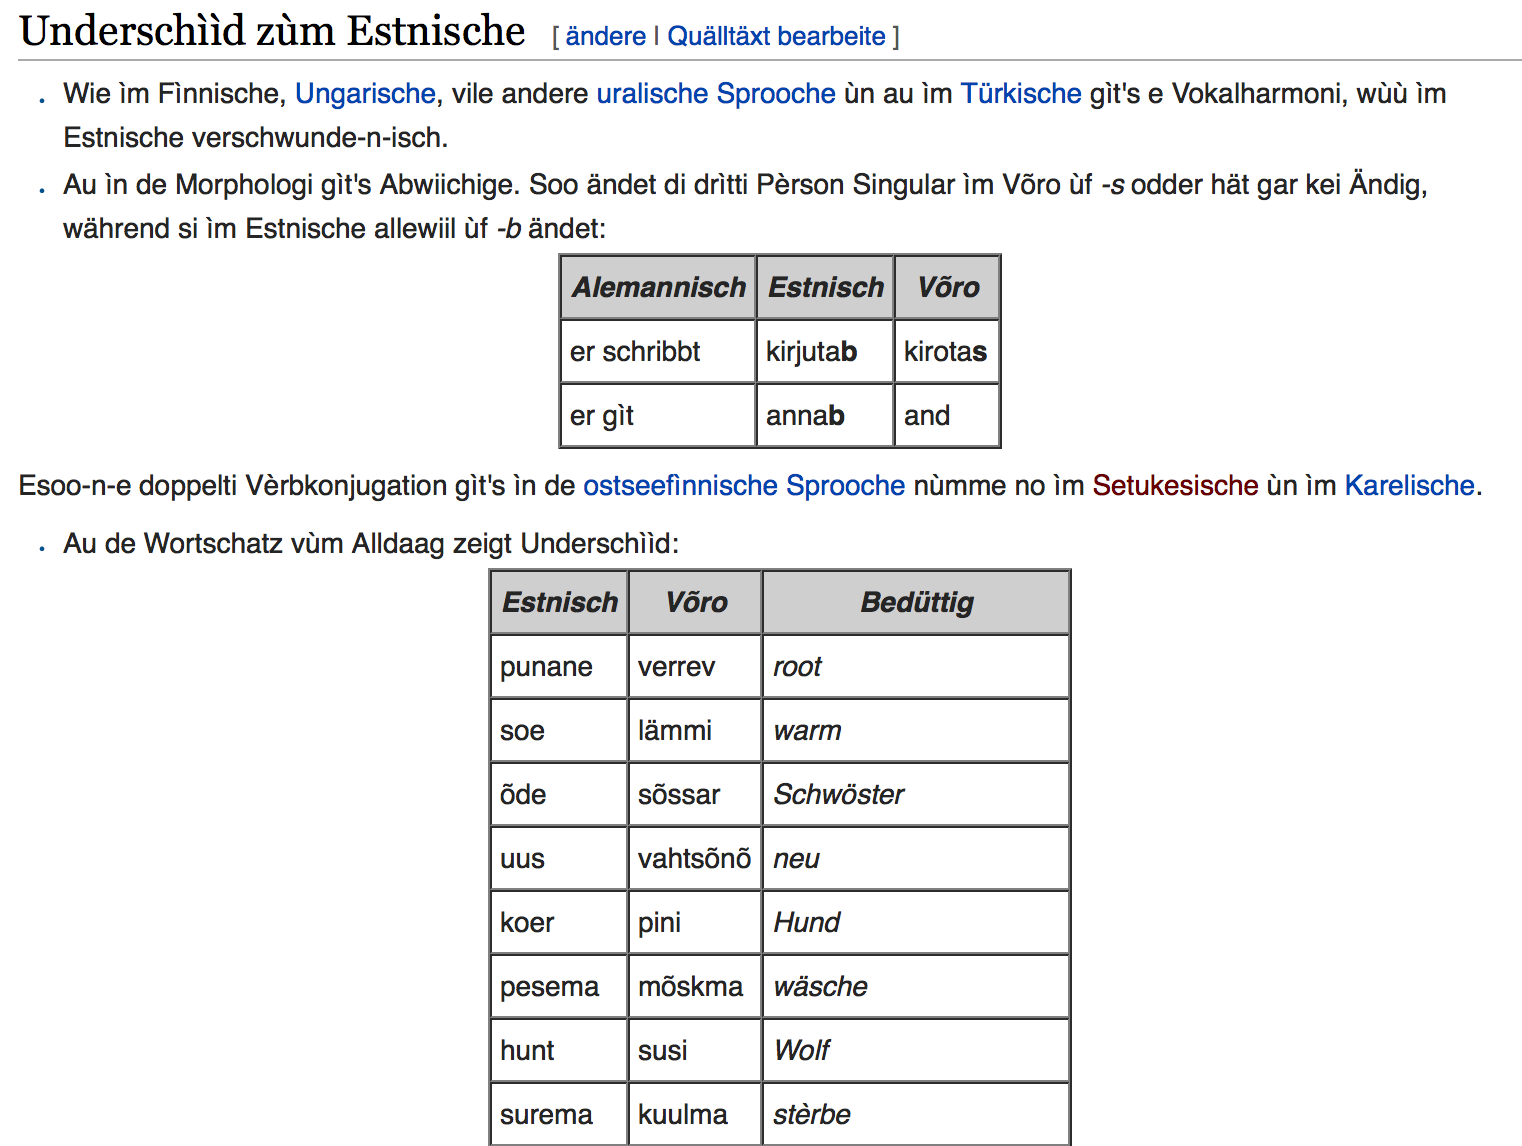 Underschììd zùm Estnische [ ändere | Quälltäxt bearbeite ]
Wie ìm Fìnnische, Ungarische, vile andere uralische Sprooche ùn au ìm Türkische gìt's e Vokalharmoni, wùù ìm
Estnische verschwunde-n-isch.
Au ìn de Morphologi gìt's Abwiichige. Soo ändet di drìtti Pèrson Singular ìm Võro ùf -s odder hät gar kei Ändig,
während si ìm Estnische allewiil ùf -b ändet:
Alemannisch Estnisch Võro
er schribbt kirjutab kirotas
er gìt annab and
Esoo-n-e doppelti Vèrbkonjugation gìt's ìn de ostseefìnnische Sprooche nùmme no ìm Setukesische ùn ìm Karelische.
Au de Wortschatz vùm Alldaag zeigt Underschììd:
Estnisch Võro Bedüttig
punane verrev root
soe lämmi warm
õde sõssar Schwöster
uus vahtsõnõ neu
koer pini Hund
pesema mõskma wäsche
hunt susi Wolf
surema kuulma stèrbe